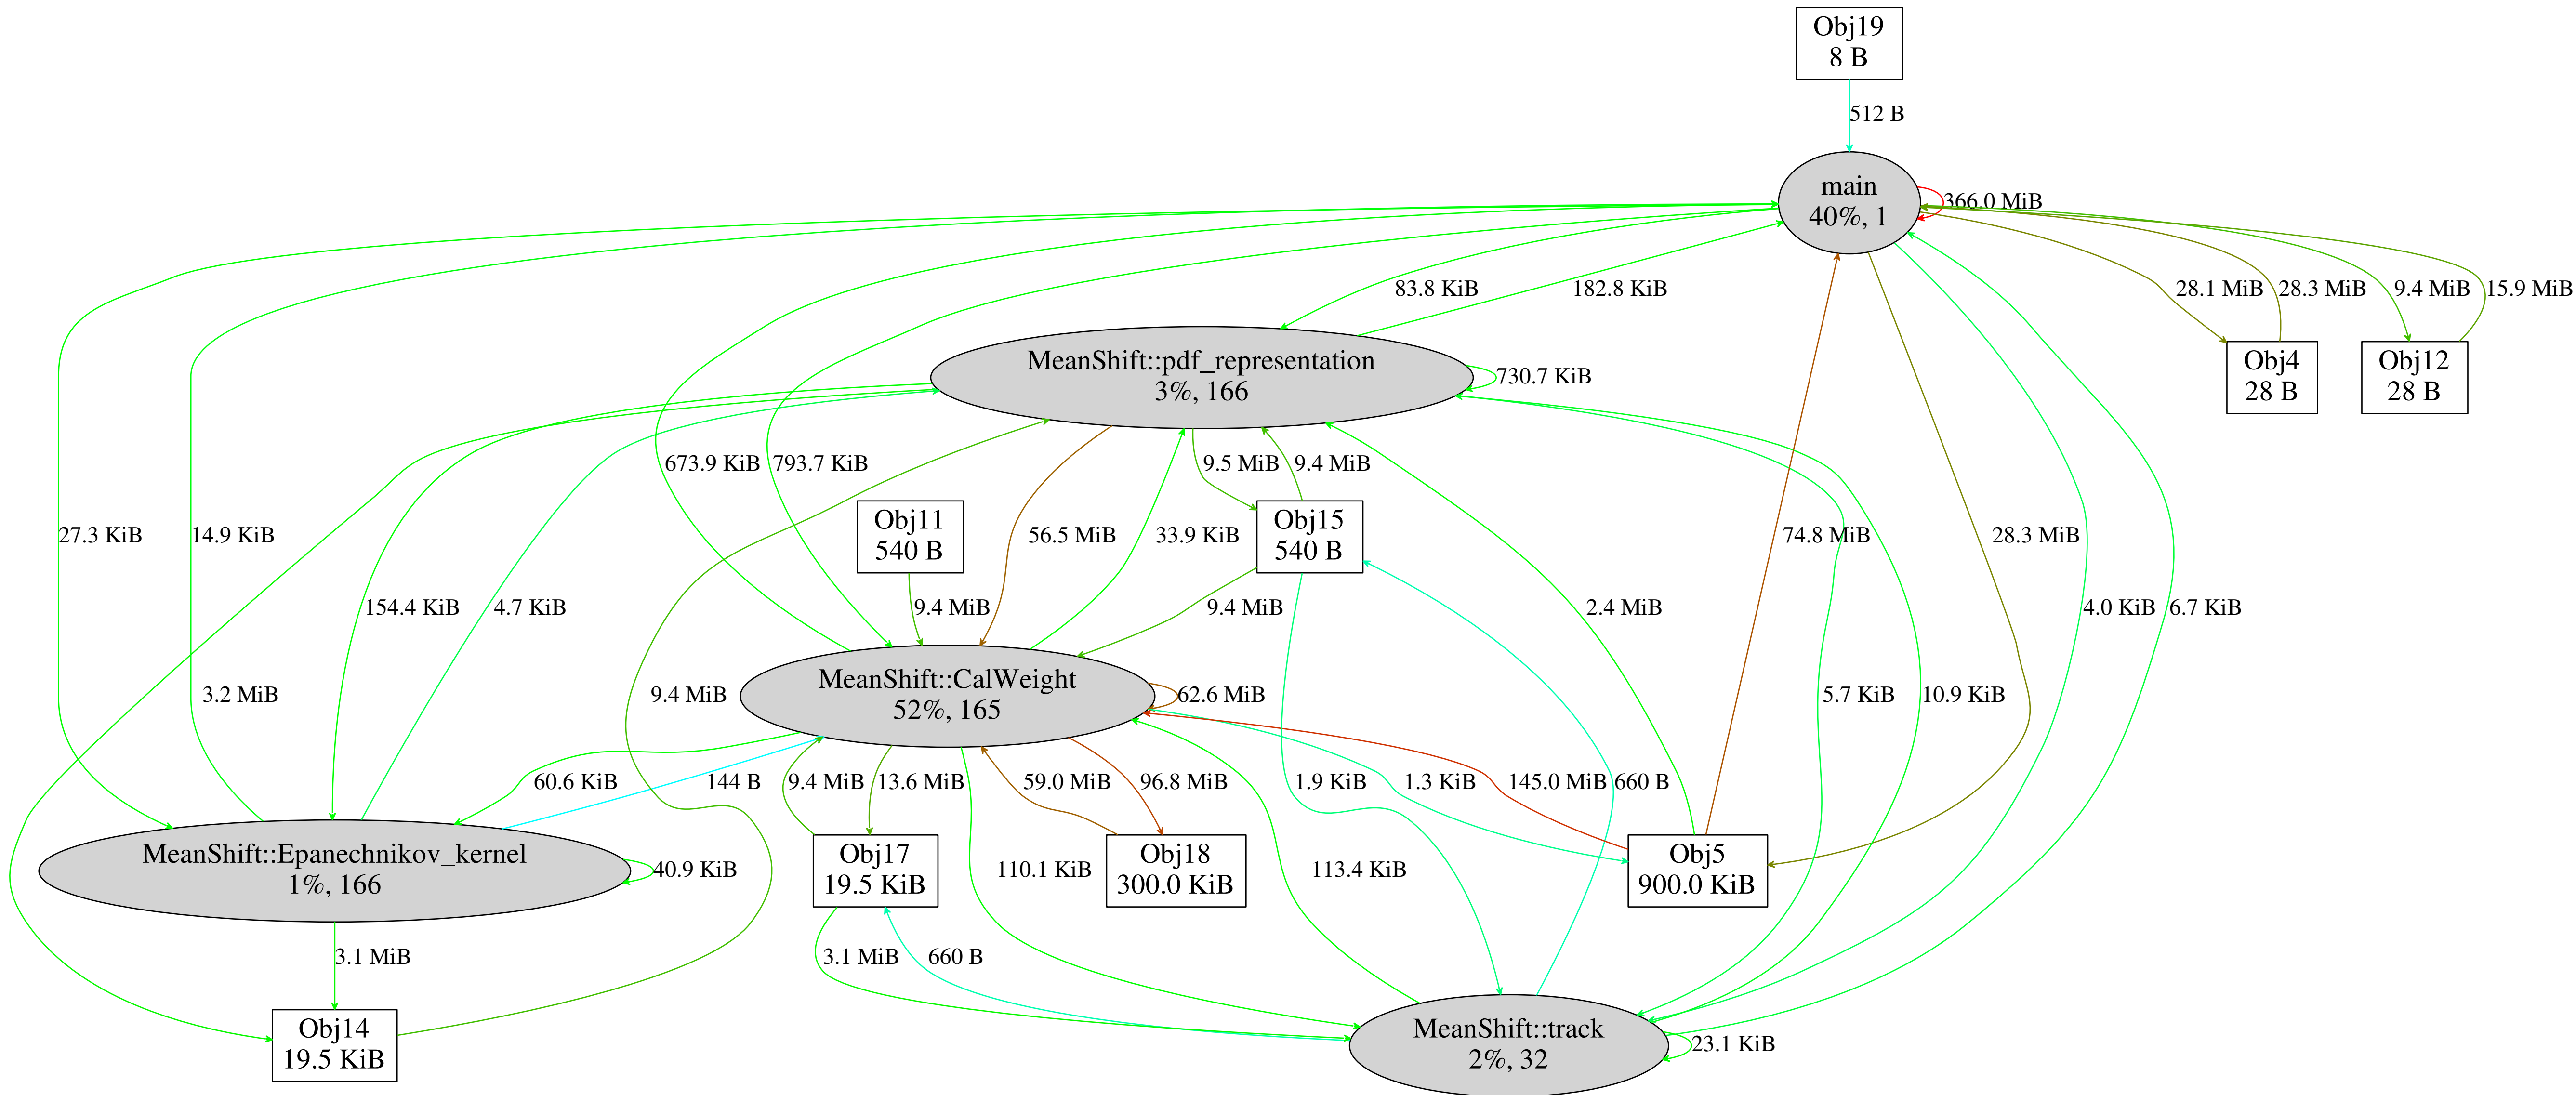 Obj19
8 B
512 B
main
40%, 1
366.0 MiB
83.8 KiB
182.8 KiB
28.1 MiB
28.3 MiB
9.4 MiB
15.9 MiB
MeanShift::pdf_representation
3%, 166
730.7 KiB
Obj4
28 B
Obj12
28 B
673.9 KiB
793.7 KiB
9.5 MiB
9.4 MiB
27.3 KiB
14.9 KiB
Obj11
540 B
56.5 MiB
33.9 KiB
Obj15
540 B
74.8 MiB
28.3 MiB
154.4 KiB
4.7 KiB
9.4 MiB
9.4 MiB
2.4 MiB
4.0 KiB
6.7 KiB
3.2 MiB
9.4 MiB
MeanShift::CalWeight
52%, 165
62.6 MiB
5.7 KiB
10.9 KiB
60.6 KiB
144 B
9.4 MiB
13.6 MiB
59.0 MiB
96.8 MiB
1.9 KiB
1.3 KiB
145.0 MiB
660 B
MeanShift::Epanechnikov_kernel
1%, 166
40.9 KiB
Obj17
19.5 KiB
110.1 KiB
Obj18
300.0 KiB
113.4 KiB
Obj5
900.0 KiB
3.1 MiB
3.1 MiB
660 B
Obj14
19.5 KiB
MeanShift::track
2%, 32
23.1 KiB